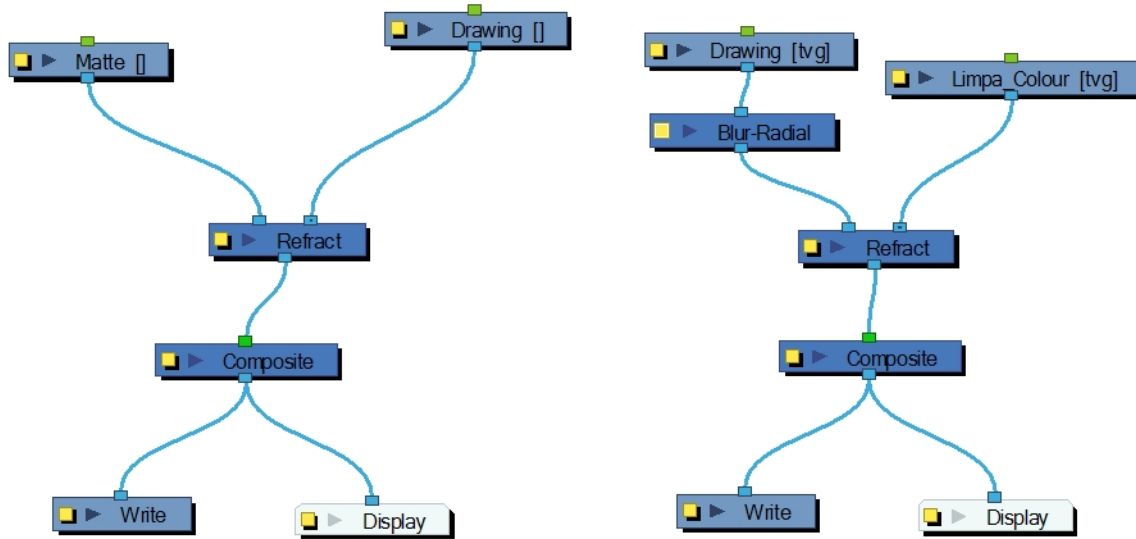 Matte []
Drawing []
Refract
Composite
Write
Display
Drawing [tvg]
Limpa_Colour [tvg]
Blur-Radial
Refract
Composite
Write
Display